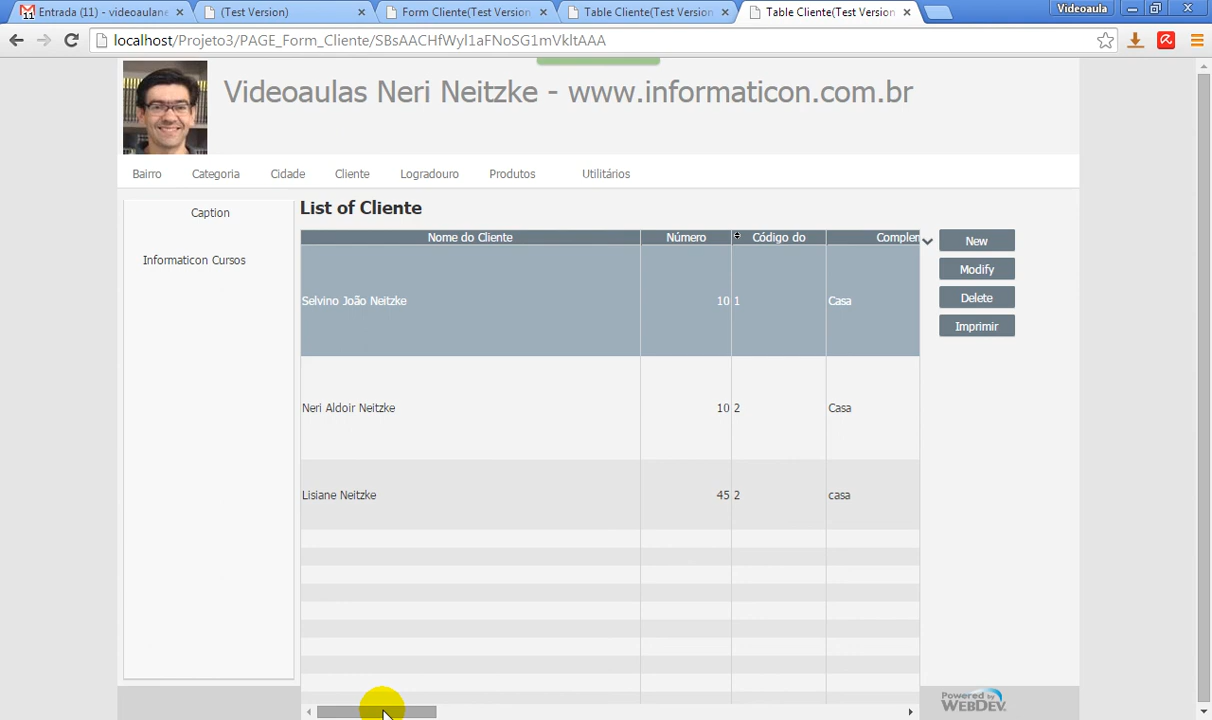 Entrada (11) - videoaulane
(Test Version)
Form Cliente(Test Version
Table Cliente(Test Version
Table Cliente(Test Version
Videoaula
localhost/Projeto3/PAGE_Form_Cliente/SBsAACHfWyl1aFNoSG1mVkltAAA
Videoaulas Neri Neitzke - www.informaticon.com.br
Bairro Categoria Cidade Cliente Logradouro Produtos Utilitários
Caption
Informaticon Cursos
List of Cliente
Nome do Cliente Número Código do Complem
Selvino João Neitzke 10 1 Casa
Neri Aldoir Neitzke 10 2 Casa
Lisiane Neitzke 45 2 casa
New
Modify
Delete
Imprimir
Powered by
WEBDEV